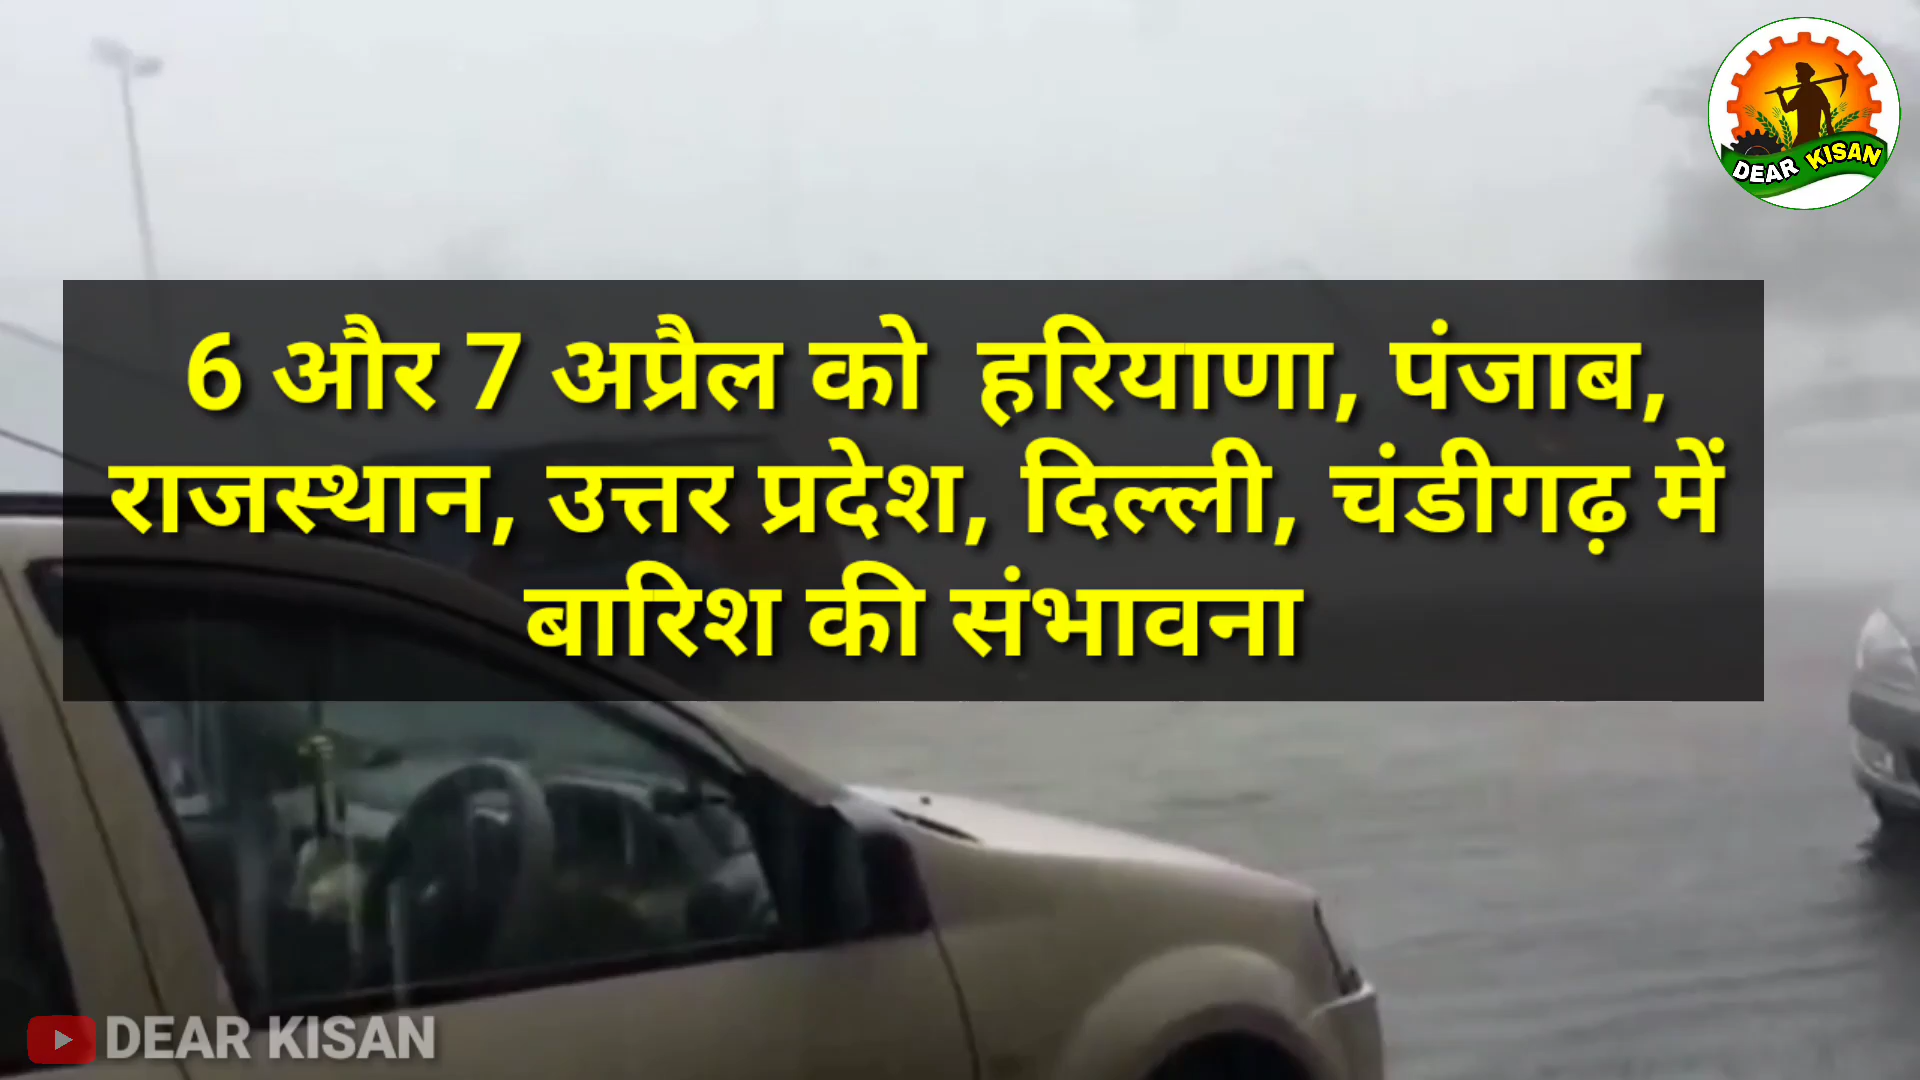 DEAR KISAN
6 और 7 अप्रैल को हरियाणा, पंजाब,
राजस्थान, उत्तर प्रदेश, दिल्ली, चंडीगढ़ में
बारिश की संभावना
DEAR KISAN